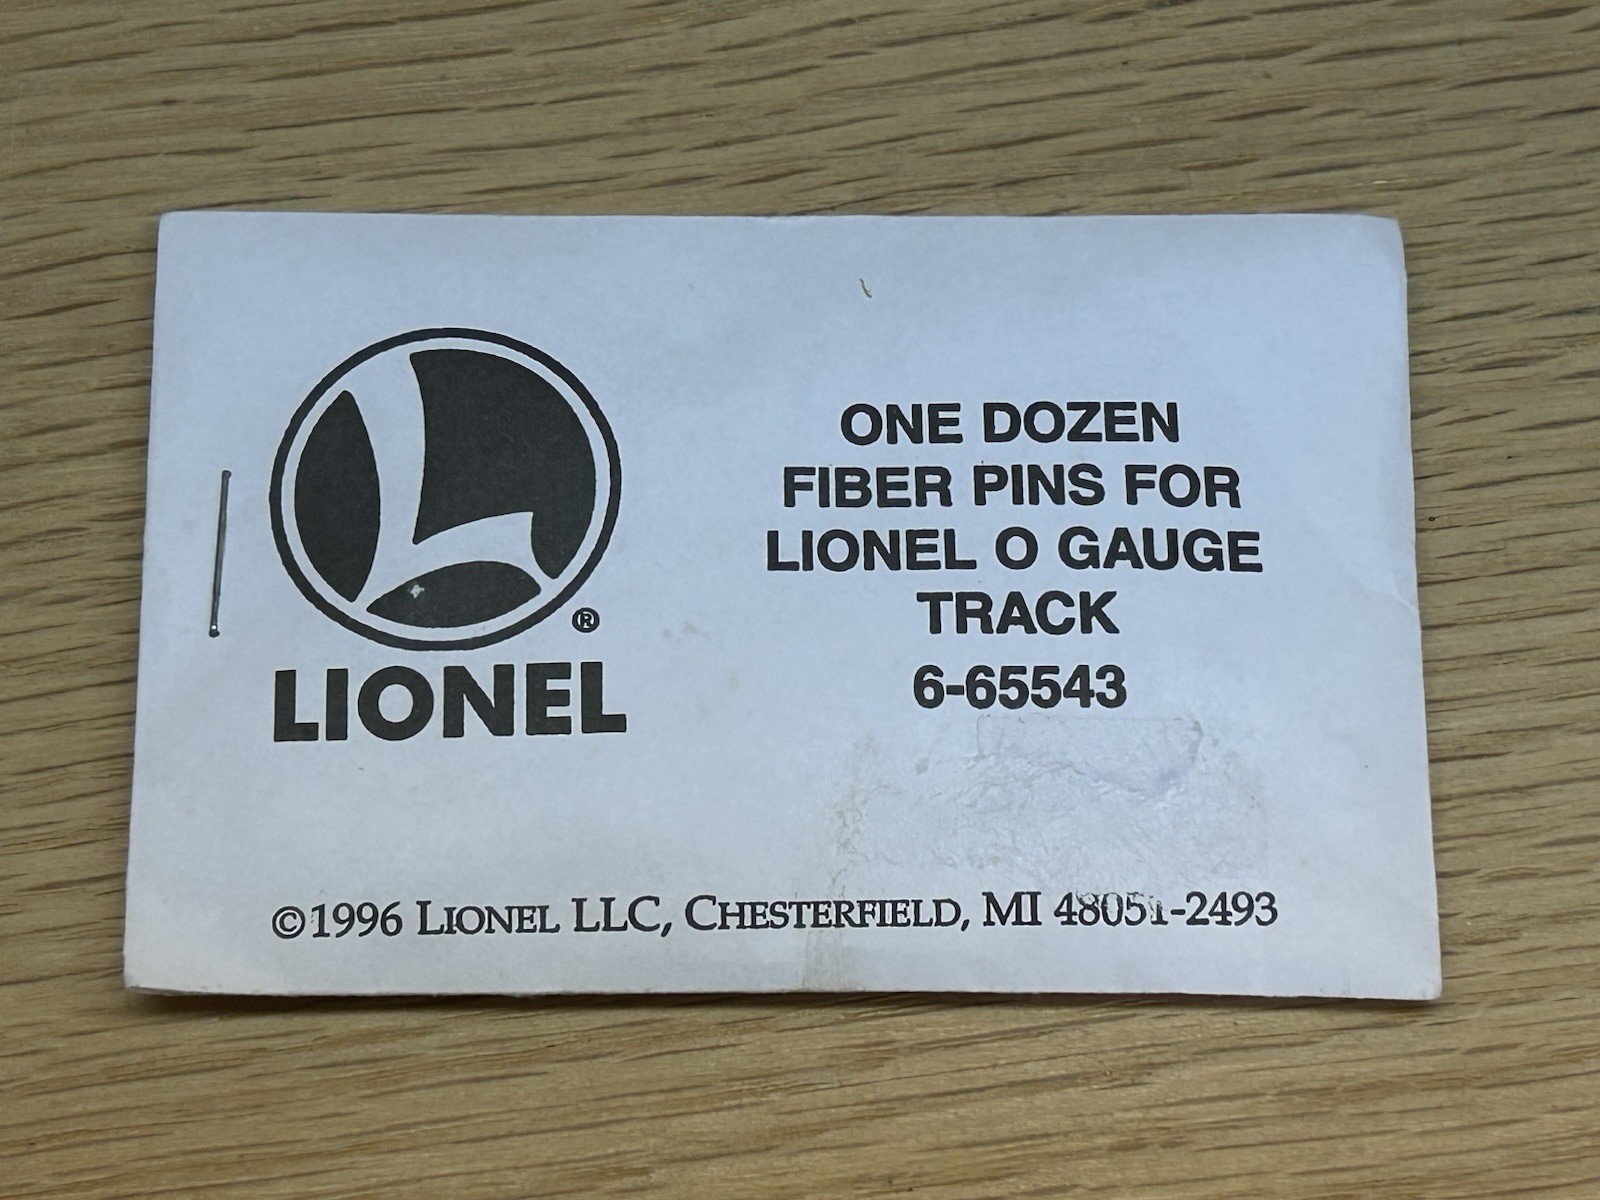 L
®
LIONEL
ONE DOZEN
FIBER PINS FOR
LIONEL O GAUGE
TRACK
6-65543
©1996 LIONEL LLC, CHESTERFIELD, MI 48051-2493